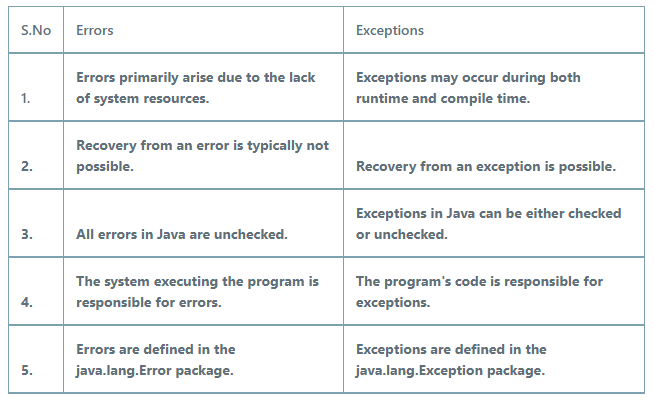 S.No Errors Exceptions
Errors primarily arise due to the lack
of system resources.
Exceptions may occur during both
runtime and compile time.
1.
Recovery from an error is typically not
possible.
Recovery from an exception is possible.
2.
All errors in Java are unchecked.
Exceptions in Java can be either checked
or unchecked.
3.
The system executing the program is
responsible for errors.
The program's code is responsible for
exceptions.
4.
Errors are defined in the
java.lang.Error package.
Exceptions are defined in the
java.lang.Exception package.
5.